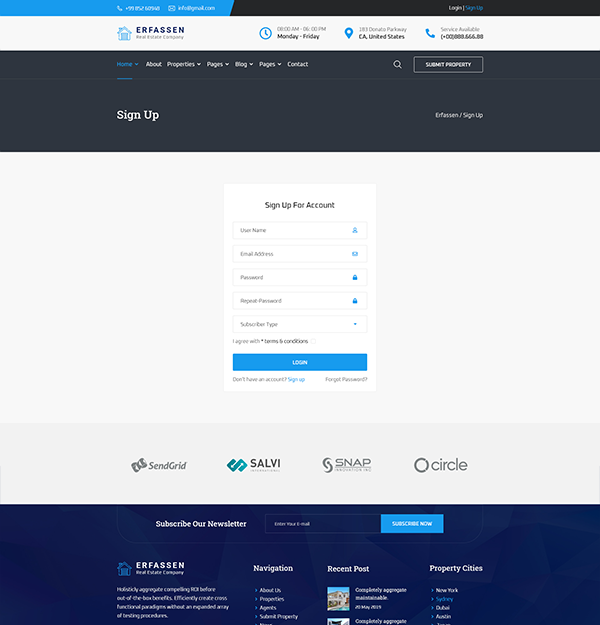 +99 852 60948 info@gmail.com Login | Sign Up
ERFASSEN
Real Estate Company
08:00 AM - 06: 00 PM
Monday - Friday
183 Donato Parkway
CA, United States
Service Available
(+00)888.666.88
Home About Properties Pages Blog Pages Contact SUBMIT PROPERTY
Sign Up
Erfassen / Sign Up
Sign Up For Account
User Name
Email Address
Password
Repeat-Password
Subscriber Type
I agree with * terms & conditions
LOGIN
Don't have an account? Sign up Forgot Password?
SendGrid
SALVI
INTERNATIONAL
SNAP
INNOVATION INC
circle
Subscribe Our Newsletter
Enter Your E-mail
SUBSCRIBE NOW
ERFASSEN
Real Estate Company
Holisticly aggregate compelling ROI before
out-of-the-box benefits. Efficiently create cross
functional paradigms without an expanded array
of testing procedures.
Navigation
About Us
Properties
Agents
Submit Property
News
Recent Post
Completely aggregate
maintainable.
20 May 2019
Completely aggregate
Property Cities
New York
Sydney
Dubai
Austin